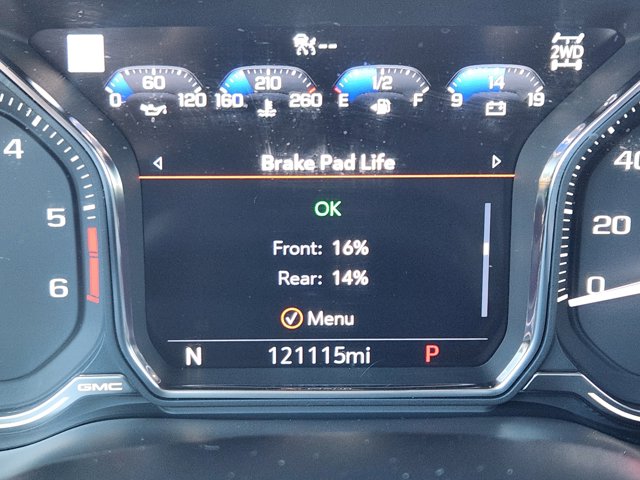 --
2WD
0 60 120
160 210 260
E 1/2 F
9 14 19
Brake Pad Life
OK
Front: 16%
Rear: 14%
Menu
N 121115mi P
4
5
6
GMC
40
20
0